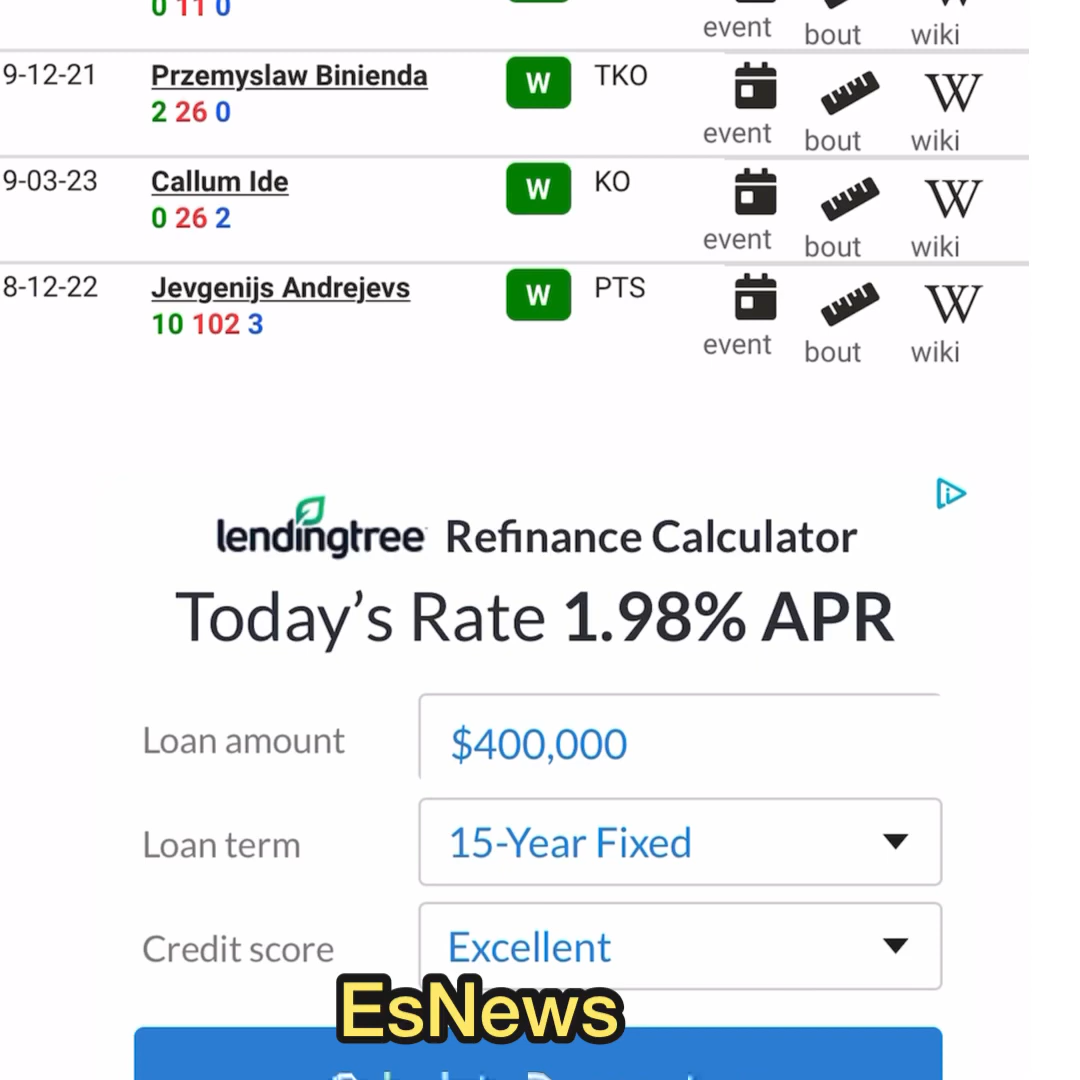 0 11 0
event bout wiki
9-12-21 Przemyslaw Binienda W TKO
2 26 0
event bout wiki
9-03-23 Callum Ide W KO
0 26 2
event bout wiki
8-12-22 Jevgenijs Andrejevs W PTS
10 102 3
event bout wiki
lendingtree Refinance Calculator
Today's Rate 1.98% APR
Loan amount $400,000
Loan term 15-Year Fixed
Credit score Excellent
EsNews